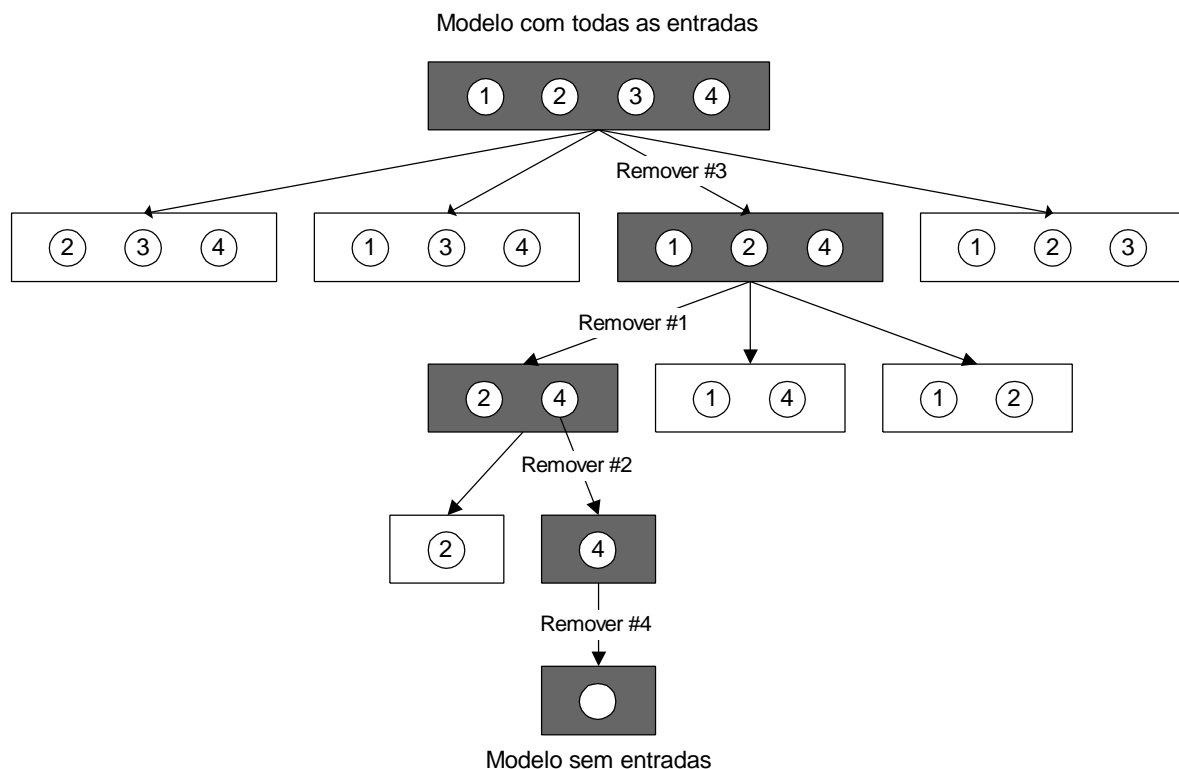 Modelo com todas as entradas
1 2 3 4
Remover #3
2 3 4 1 3 4 1 2 4 1 2 3
Remover #1
2 4 1 4 1 2
Remover #2
2 4
Remover #4
Modelo sem entradas